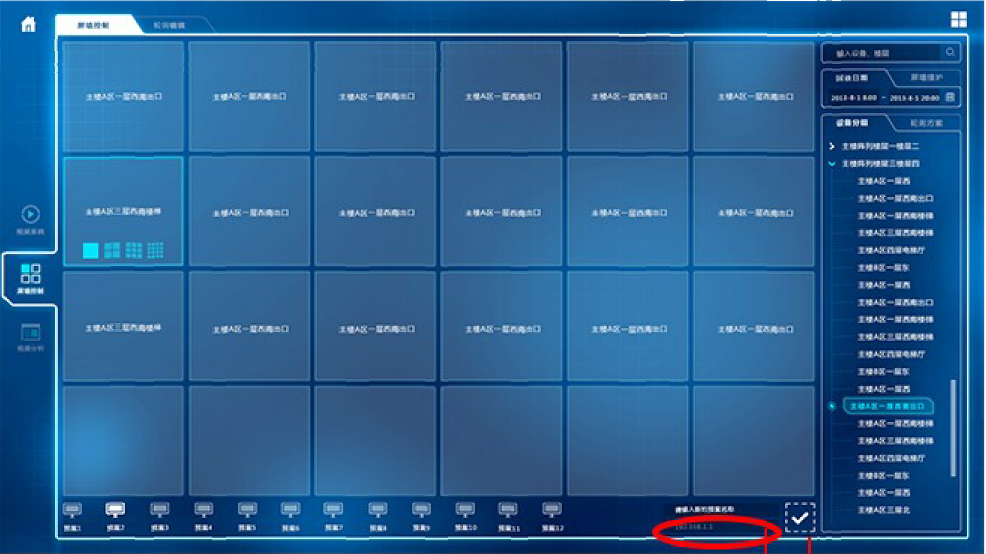 屏墙控制
轮询编辑
输入设备、楼层
主楼A区一层西南出口
主楼A区一层西南出口
主楼A区一层西南出口
主楼A区一层西南出口
主楼A区一层西南出口
主楼A区一层西南出口
屏墙维护
2013-8-1 8:00 ~ 2013-8-5 20:00
设备分组
轮询方案
主楼阵列楼层一楼层二
主楼阵列楼层三楼层四
主楼A区三层西南楼梯
主楼A区一层西南出口
主楼A区一层西南出口
主楼A区一层西南出口
主楼A区一层西南出口
主楼A区一层西南出口
屏墙控制
视频分析
主楼A区三层西南楼梯
主楼A区一层西南出口
主楼A区一层西南出口
主楼A区一层西南出口
主楼A区一层西南出口
主楼A区一层西南出口
主楼A区一层西
主楼A区一层西南出口
主楼A区一层西南楼梯
主楼A区三层西南楼梯
主楼A区四层电梯厅
主楼B区一层东
主楼A区一层西
主楼A区一层西南出口
主楼A区一层西南楼梯
主楼A区三层西南楼梯
主楼A区四层电梯厅
主楼B区一层东
主楼A区一层西
主楼A区一层西南出口
主楼A区一层西南楼梯
主楼A区三层西南楼梯
主楼A区四层电梯厅
主楼B区一层东
主楼A区一层西
主楼A区三层北
预案1
预案2
预案3
预案4
预案5
预案6
预案7
预案8
预案9
预案10
预案11
预案12
请输入新的预案名称
192.168.1.1